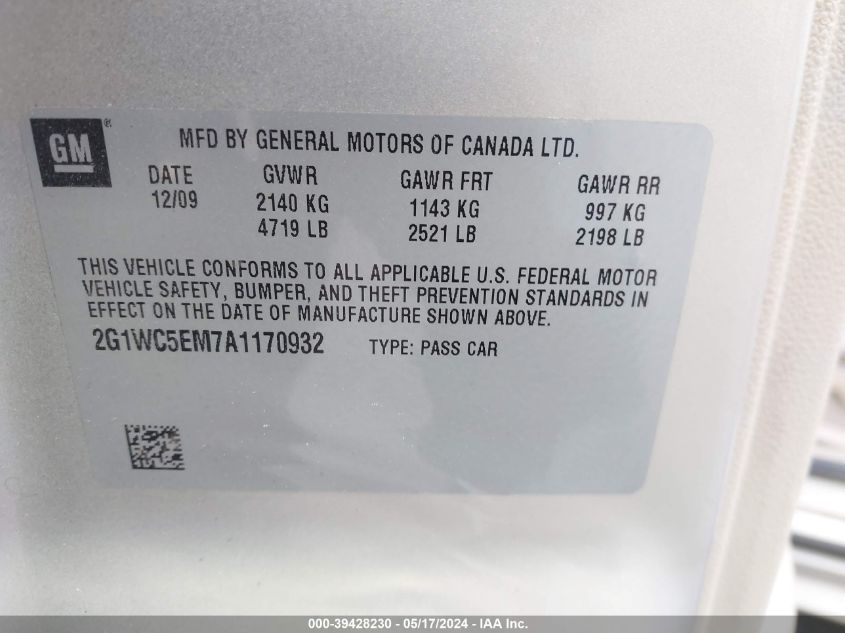 GM®
MFD BY GENERAL MOTORS OF CANADA LTD.
DATE GVWR GAWR FRT GAWR RR
12/09 2140 KG 1143 KG 997 KG
4719 LB 2521 LB 2198 LB
THIS VEHICLE CONFORMS TO ALL APPLICABLE U.S. FEDERAL MOTOR
VEHICLE SAFETY, BUMPER, AND THEFT PREVENTION STANDARDS IN
EFFECT ON THE DATE OF MANUFACTURE SHOWN ABOVE.
2G1WC5EM7A1170932 TYPE: PASS CAR
000-39428230 - 05/17/2024 - IAA Inc.